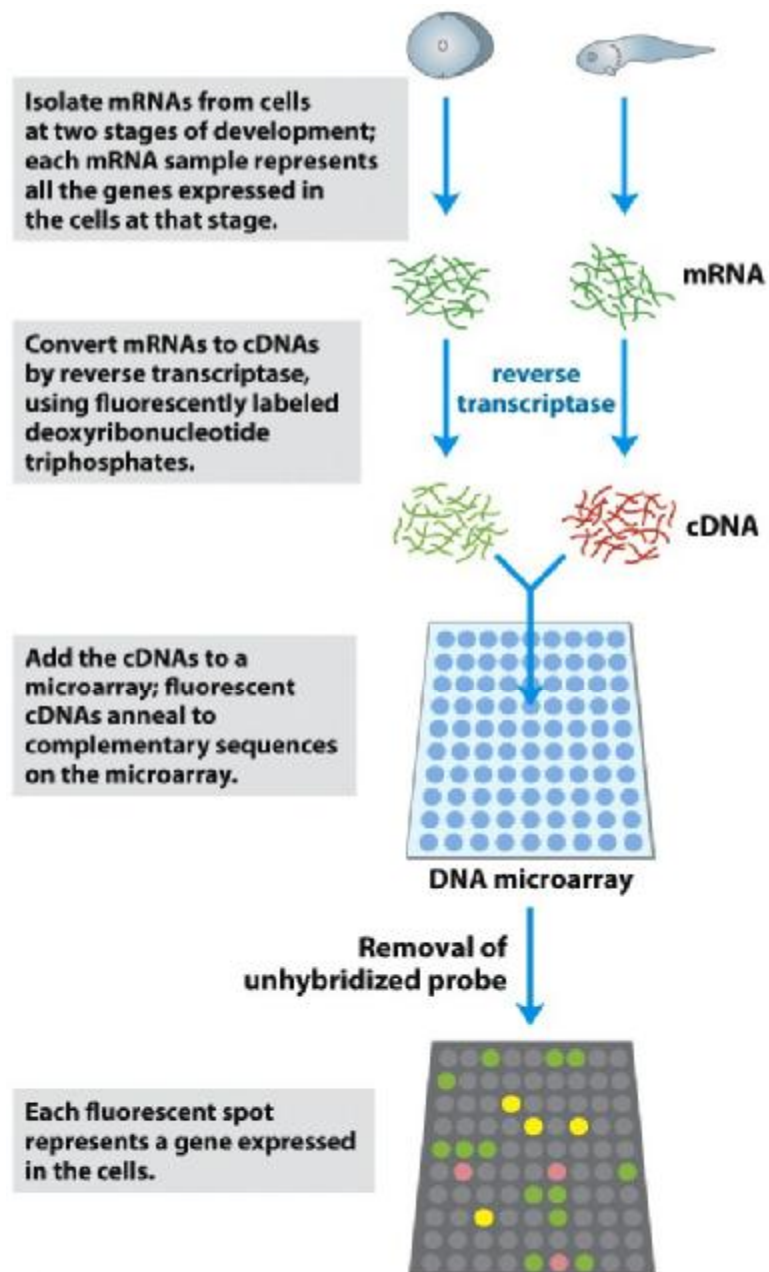 Isolate mRNAs from cells
at two stages of development;
each mRNA sample represents
all the genes expressed in
the cells at that stage.
mRNA
Convert mRNAs to cDNAs
by reverse transcriptase,
using fluorescently labeled
deoxyribonucleotide
triphosphates.
reverse
transcriptase
cDNA
Add the cDNAs to a
microarray; fluorescent
cDNAs anneal to
complementary sequences
on the microarray.
DNA microarray
Removal of
unhybridized probe
Each fluorescent spot
represents a gene expressed
in the cells.